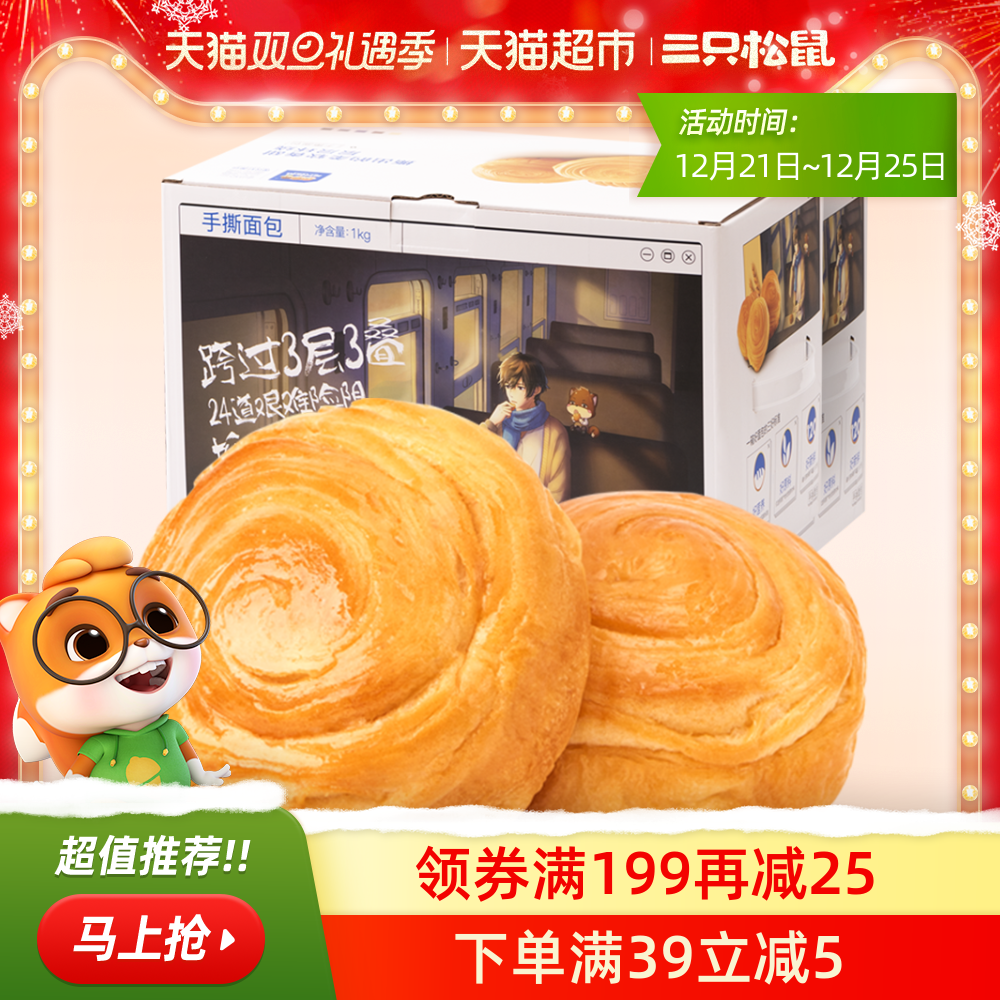 天猫双旦礼遇季 | 天猫超市 | 三只松鼠
活动时间：
12月21日~12月25日
手撕面包
净含量：1kg
跨过3层3叠
24道艰难险阻
超值推荐!!
马上抢
领券满199再减25
下单满39立减5